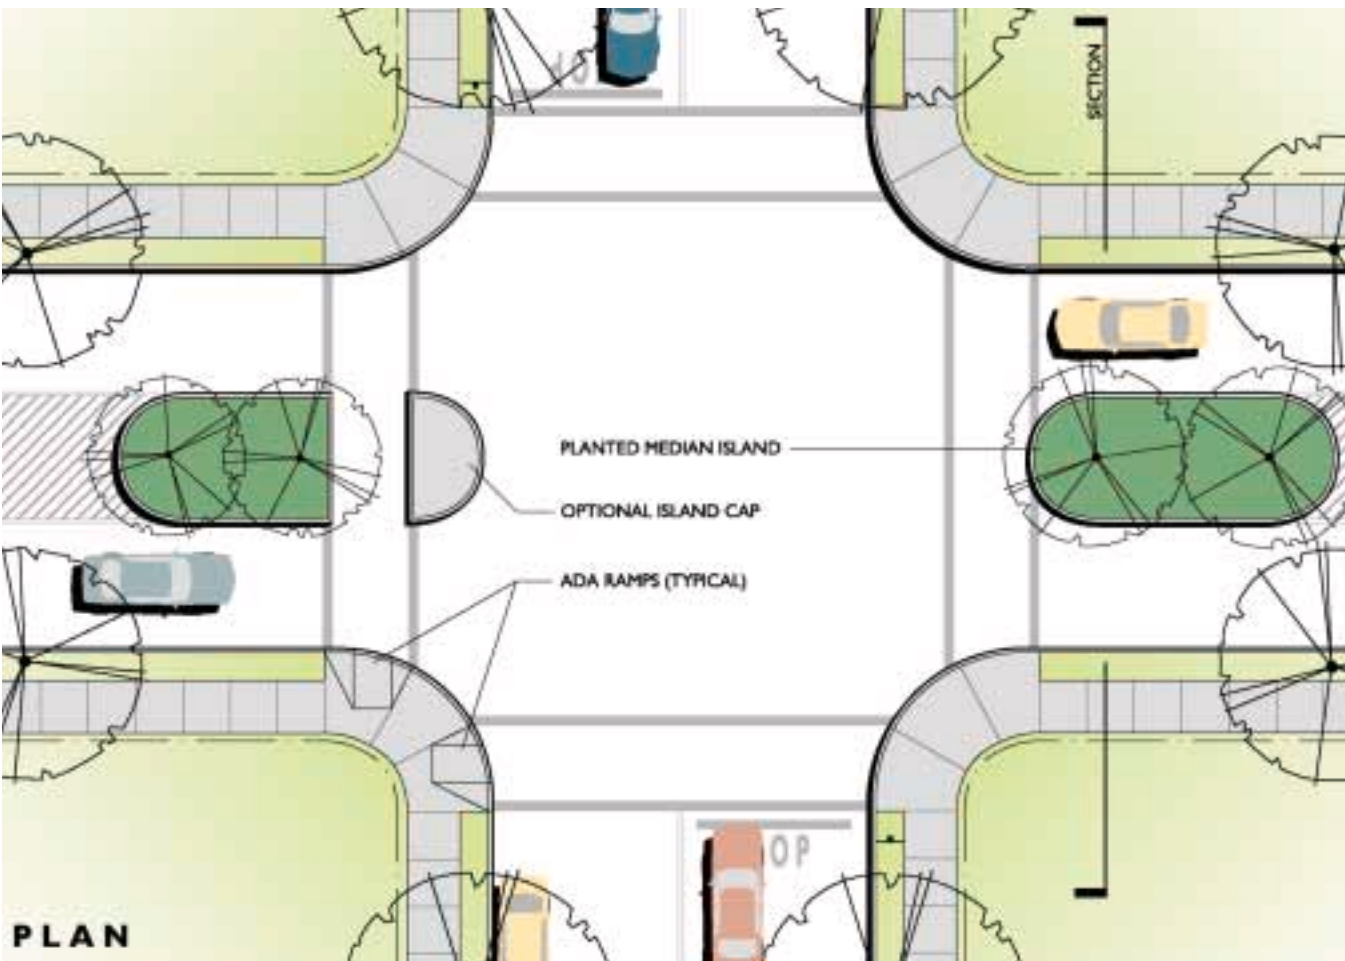 SECTION
PLANTED MEDIAN ISLAND
OPTIONAL ISLAND CAP
ADA RAMPS (TYPICAL)
OP
PLAN